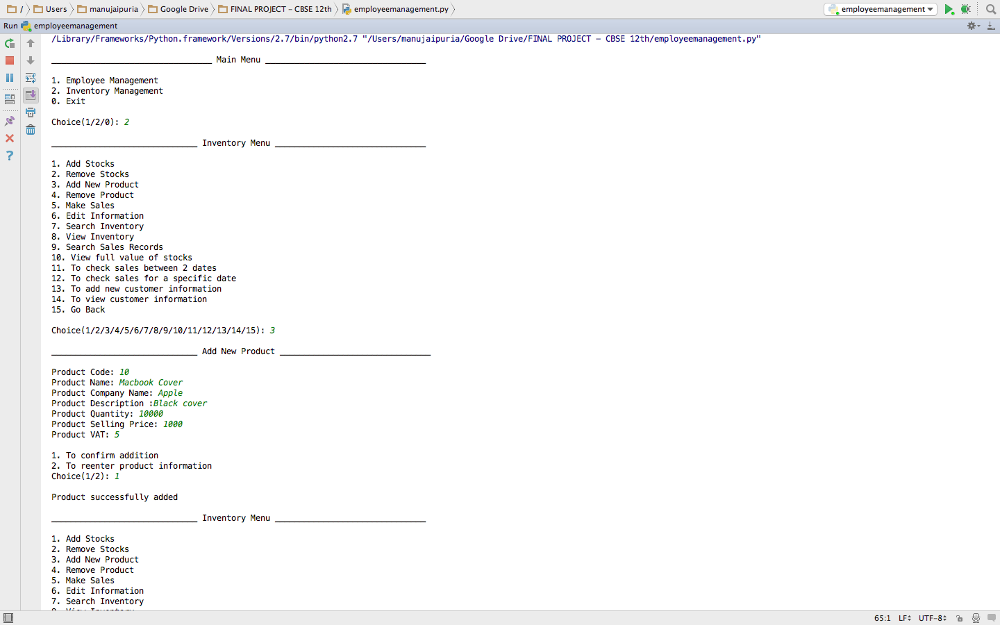 / Users manujaipuria Google Drive FINAL PROJECT - CBSE 12th employeemanagement.py employeemanagement
Run employeemanagement
/Library/Frameworks/Python.framework/Versions/2.7/bin/python2.7 "/Users/manujaipuria/Google Drive/FINAL PROJECT - CBSE 12th/employeemanagement.py"
_________________________________ Main Menu _________________________________
1. Employee Management
2. Inventory Management
0. Exit
Choice(1/2/0): 2
______________________________ Inventory Menu _______________________________
1. Add Stocks
2. Remove Stocks
3. Add New Product
4. Remove Product
5. Make Sales
6. Edit Information
7. Search Inventory
8. View Inventory
9. Search Sales Records
10. View full value of stocks
11. To check sales between 2 dates
12. To check sales for a specific date
13. To add new customer information
14. To view customer information
15. Go Back
Choice(1/2/3/4/5/6/7/8/9/10/11/12/13/14/15): 3
______________________________ Add New Product _______________________________
Product Code: 10
Product Name: Macbook Cover
Product Company Name: Apple
Product Description :Black cover
Product Quantity: 10000
Product Selling Price: 1000
Product VAT: 5
1. To confirm addition
2. To reenter product information
Choice(1/2): 1
Product successfully added
______________________________ Inventory Menu _______________________________
1. Add Stocks
2. Remove Stocks
3. Add New Product
4. Remove Product
5. Make Sales
6. Edit Information
7. Search Inventory
8. View Inventory
65:1 LF UTF-8